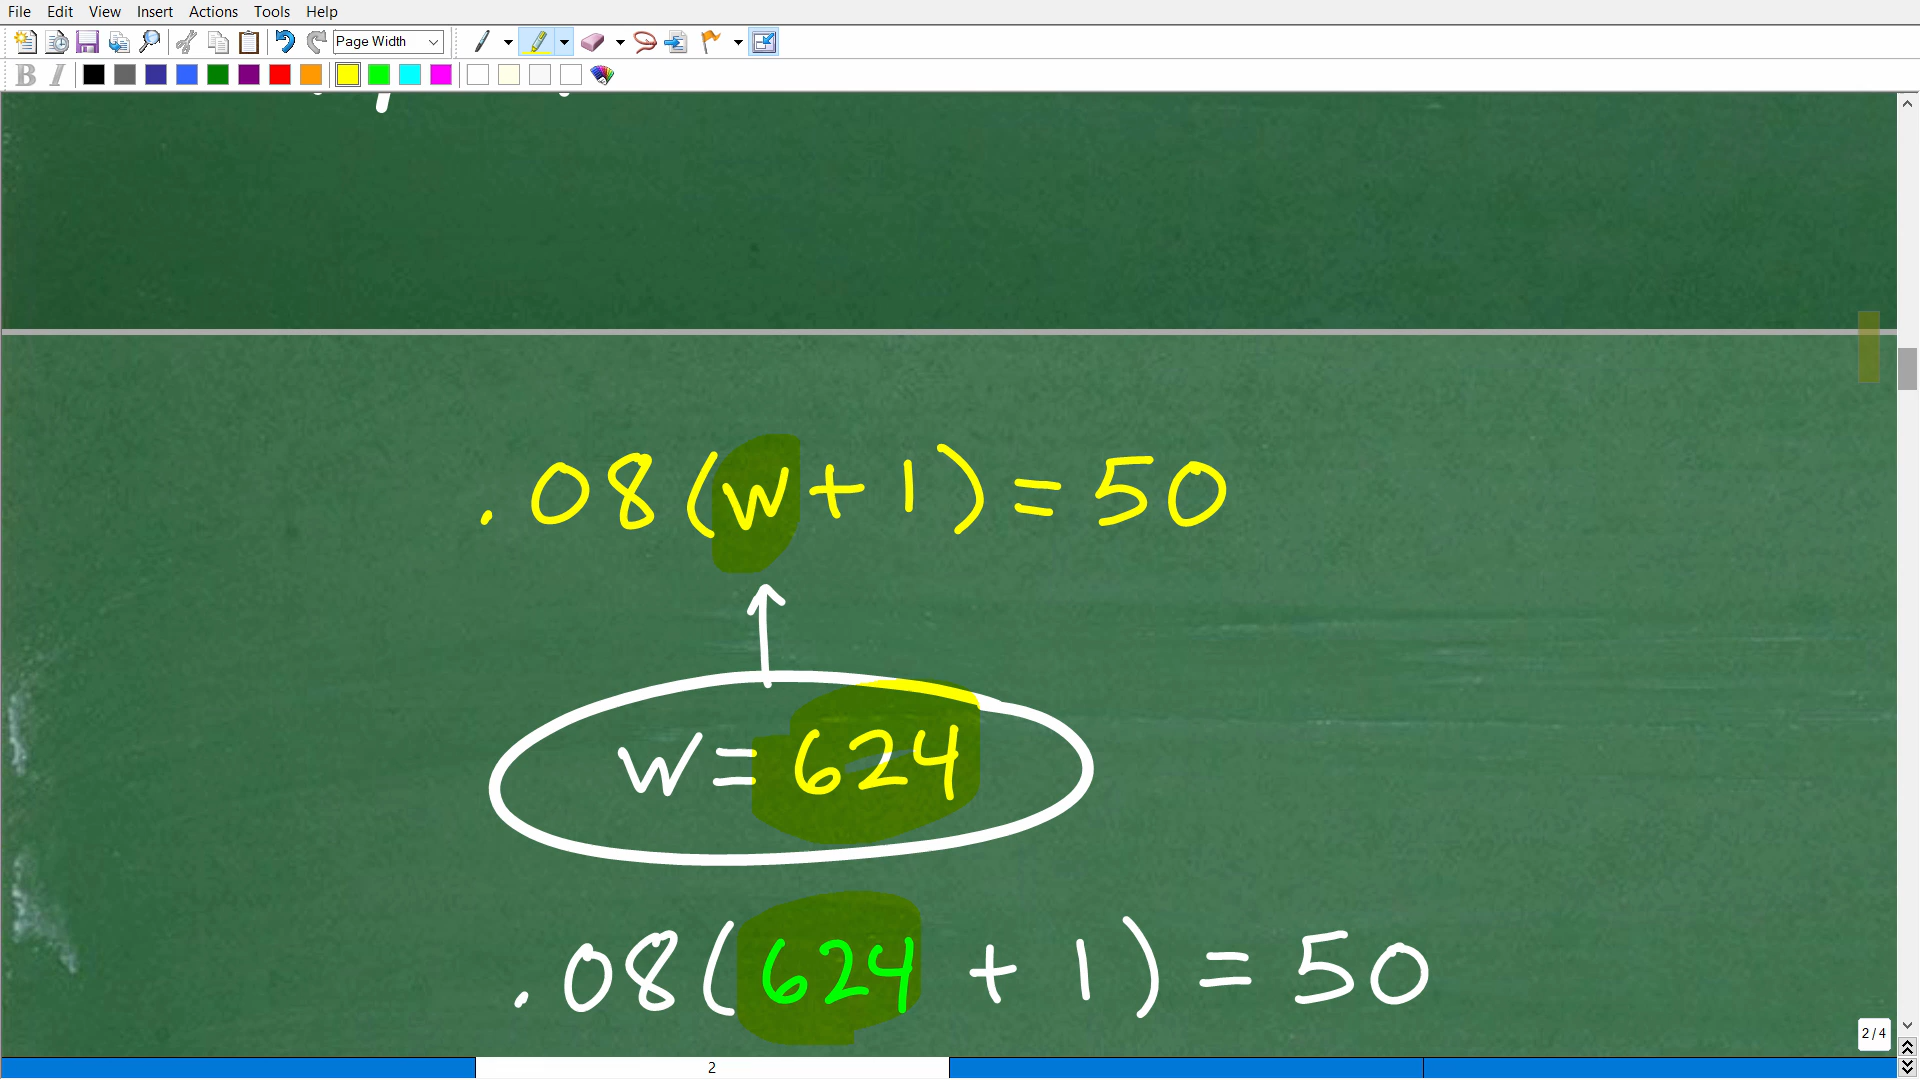 File Edit View Insert Actions Tools Help
Page Width
B I
.08(w+1)=50
w=624
.08(624+1)=50
2/4
2